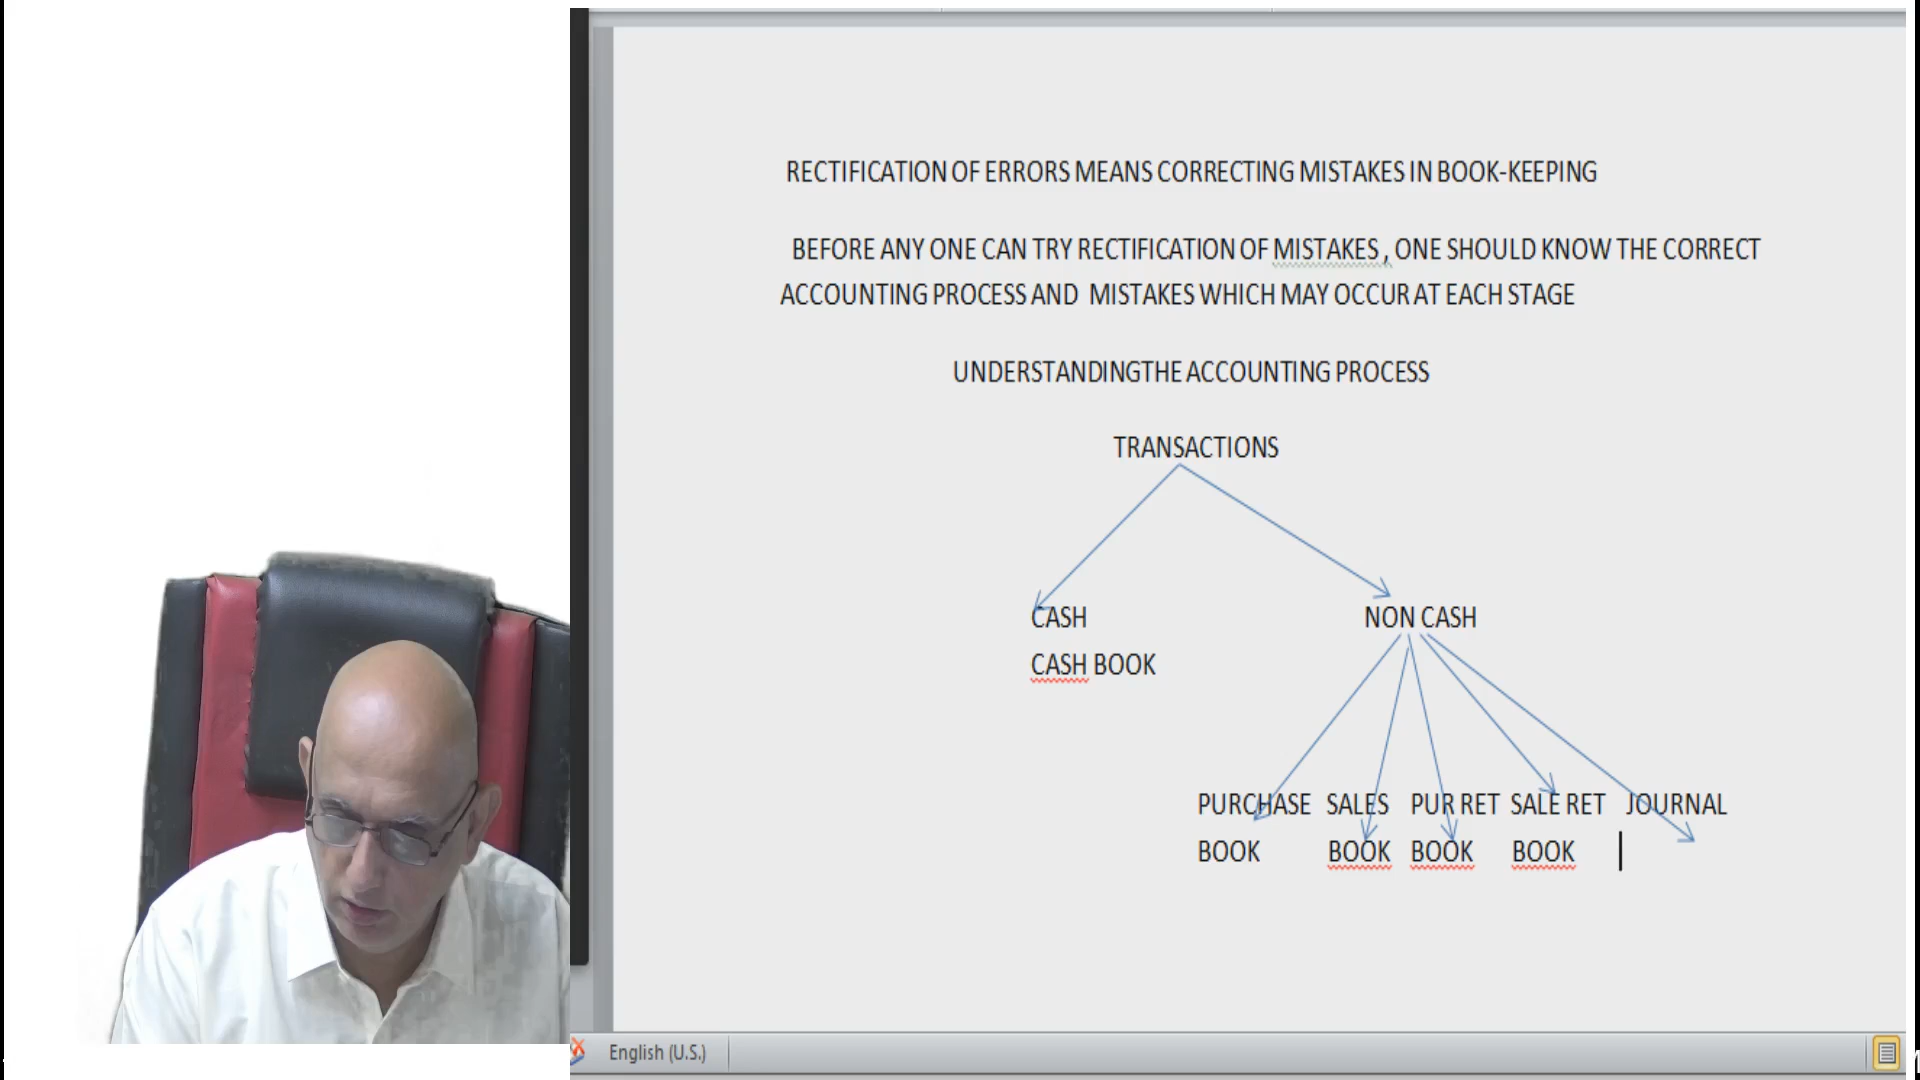 RECTIFICATION OF ERRORS MEANS CORRECTING MISTAKES IN BOOK-KEEPING
BEFORE ANY ONE CAN TRY RECTIFICATION OF MISTAKES , ONE SHOULD KNOW THE CORRECT
ACCOUNTING PROCESS AND MISTAKES WHICH MAY OCCUR AT EACH STAGE
UNDERSTANDINGTHE ACCOUNTING PROCESS
TRANSACTIONS
CASH NON CASH
CASH BOOK
PURCHASE SALES PUR RET SALE RET JOURNAL
BOOK BOOK BOOK BOOK
English (U.S.)